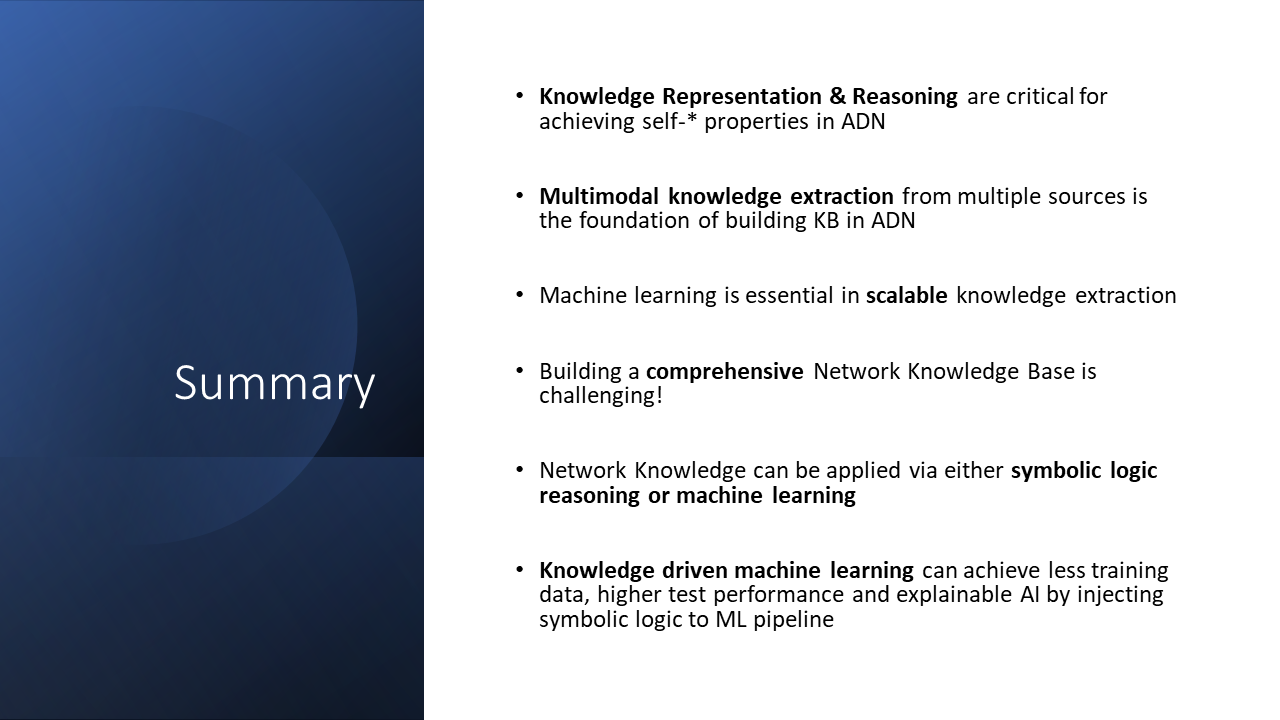 Summary
• Knowledge Representation & Reasoning are critical for
achieving self-* properties in ADN
• Multimodal knowledge extraction from multiple sources is
the foundation of building KB in ADN
• Machine learning is essential in scalable knowledge extraction
• Building a comprehensive Network Knowledge Base is
challenging!
• Network Knowledge can be applied via either symbolic logic
reasoning or machine learning
• Knowledge driven machine learning can achieve less training
data, higher test performance and explainable AI by injecting
symbolic logic to ML pipeline